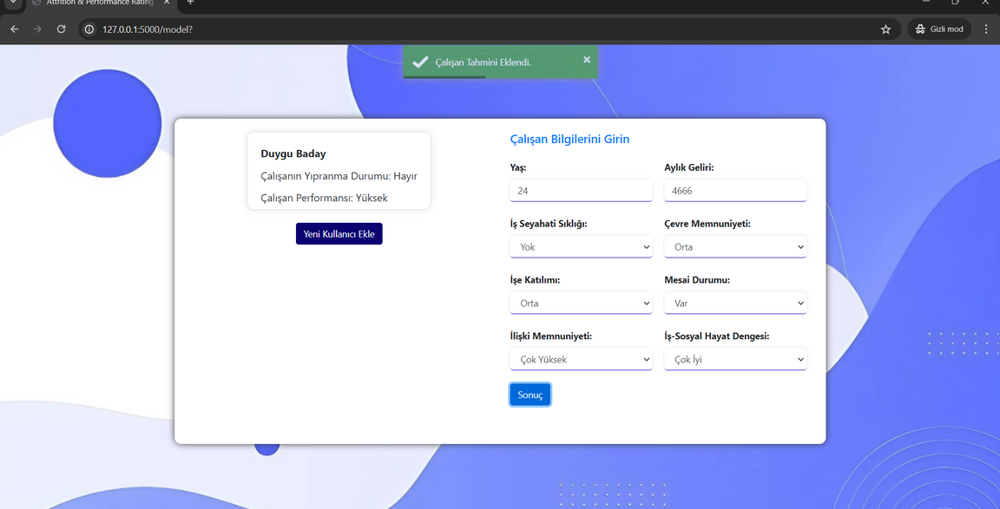 Attrition & Performance Rating
127.0.0.1:5000/model?
Gizli mod
Çalışan Tahmini Eklendi.
Duygu Baday
Çalışanın Yıpranma Durumu: Hayır
Çalışan Performansı: Yüksek
Yeni Kullanıcı Ekle
Çalışan Bilgilerini Girin
Yaş:
Aylık Geliri:
24
4666
İş Seyahati Sıklığı:
Çevre Memnuniyeti:
Yok
Orta
İşe Katılımı:
Mesai Durumu:
Orta
Var
İlişki Memnuniyeti:
İş-Sosyal Hayat Dengesi:
Çok Yüksek
Çok İyi
Sonuç